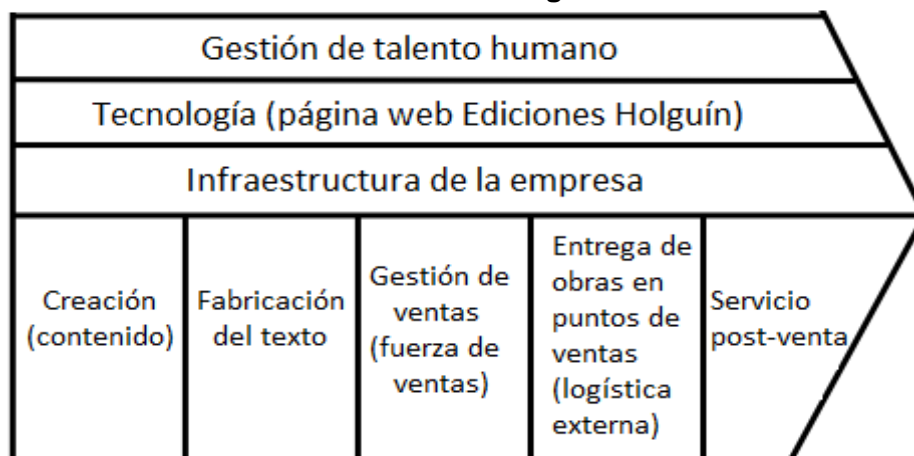 Gestión de talento humano
Tecnología (página web Ediciones Holguín)
Infraestructura de la empresa
Creación
(contenido)
Fabricación
del texto
Gestión de
ventas
(fuerza de
ventas)
Entrega de
obras en
puntos de
ventas
(logística
externa)
Servicio
post-venta